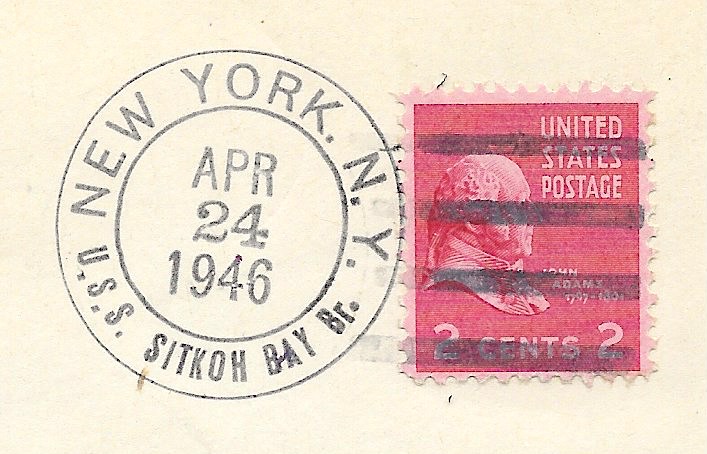 NEW YORK, N.Y.
APR
24
1946
U.S.S. SITKOH BAY Br.
UNITED
STATES
POSTAGE
JOHN
ADAMS
1797-1801
2 CENTS 2